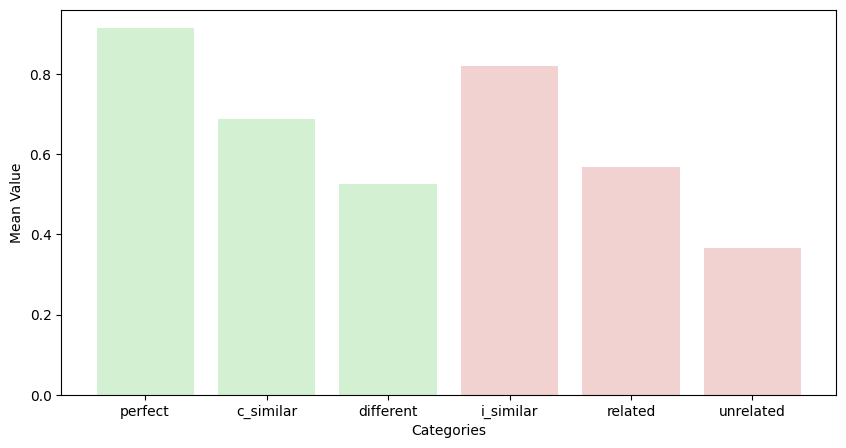 Mean Value
0.8
0.6
0.4
0.2
0.0
perfect c_similar different i_similar related unrelated
Categories